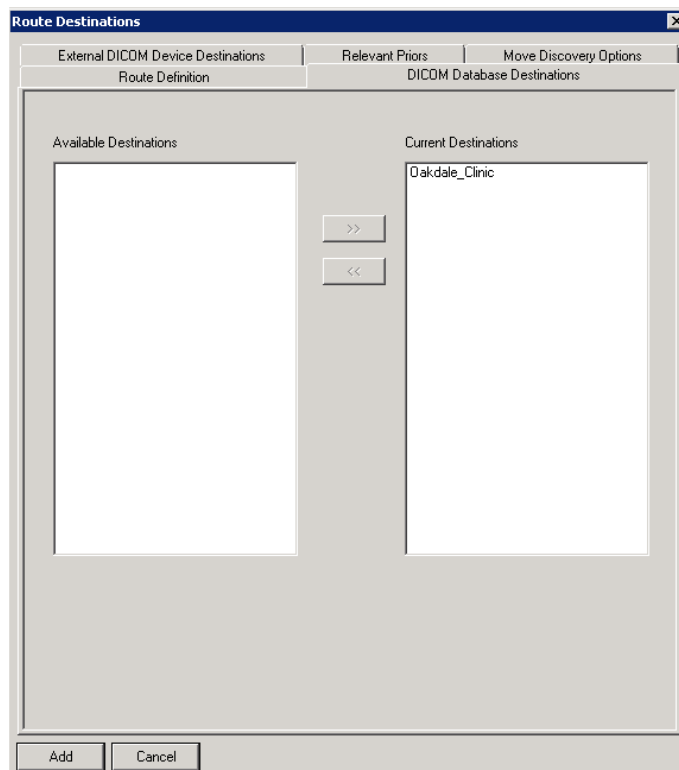 Route Destinations
External DICOM Device Destinations
Relevant Priors
Move Discovery Options
Route Definition
DICOM Database Destinations
Available Destinations
Current Destinations
Oakdale_Clinic
>>
<<
Add
Cancel